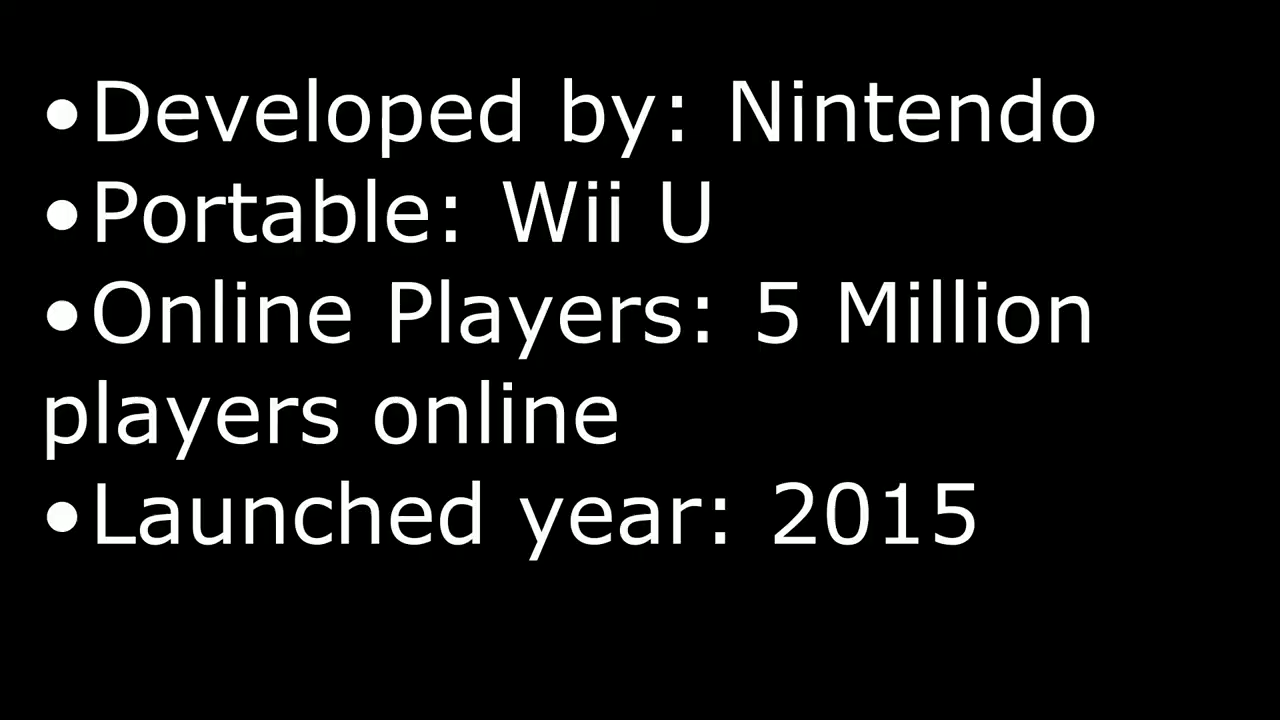 •Developed by: Nintendo
•Portable: Wii U
•Online Players: 5 Million
players online
•Launched year: 2015